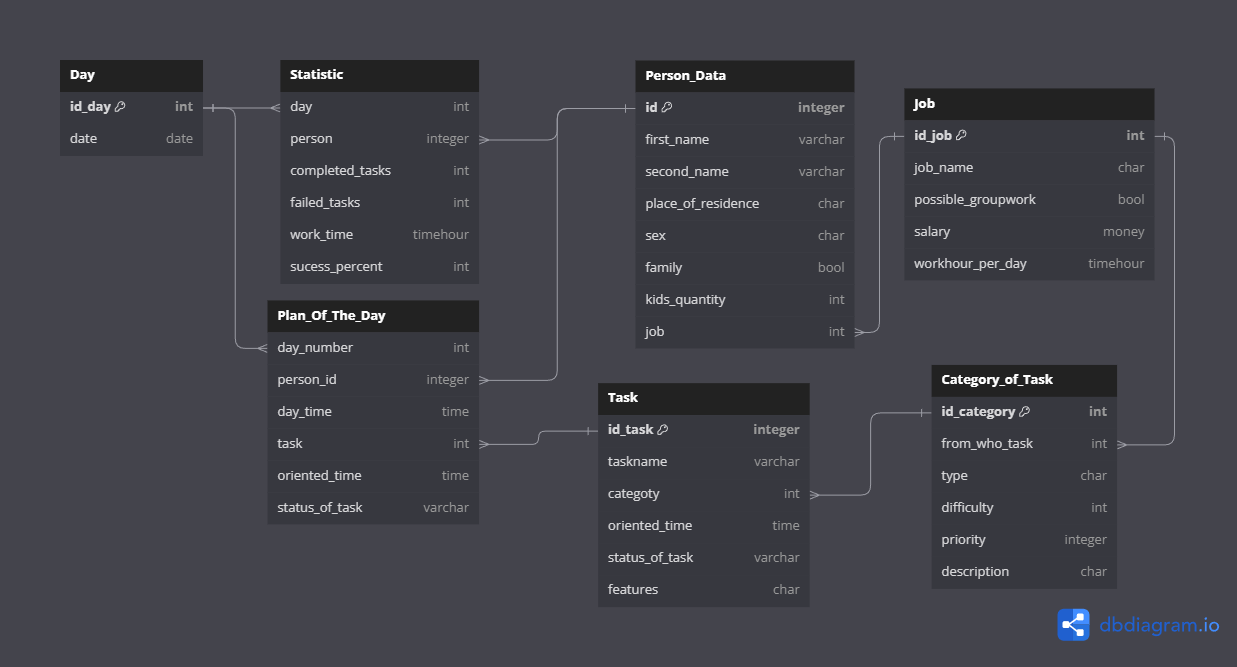 Day
id_day int
date date
Statistic
day int
person integer
completed_tasks int
failed_tasks int
work_time timehour
sucess_percent int
Plan_Of_The_Day
day_number int
person_id integer
day_time time
task int
oriented_time time
status_of_task varchar
Person_Data
id integer
first_name varchar
second_name varchar
place_of_residence char
sex char
family bool
kids_quantity int
job int
Task
id_task integer
taskname varchar
categoty int
oriented_time time
status_of_task varchar
features char
Job
id_job int
job_name char
possible_groupwork bool
salary money
workhour_per_day timehour
Category_of_Task
id_category int
from_who_task int
type char
difficulty int
priority integer
description char
dbdiagram.io